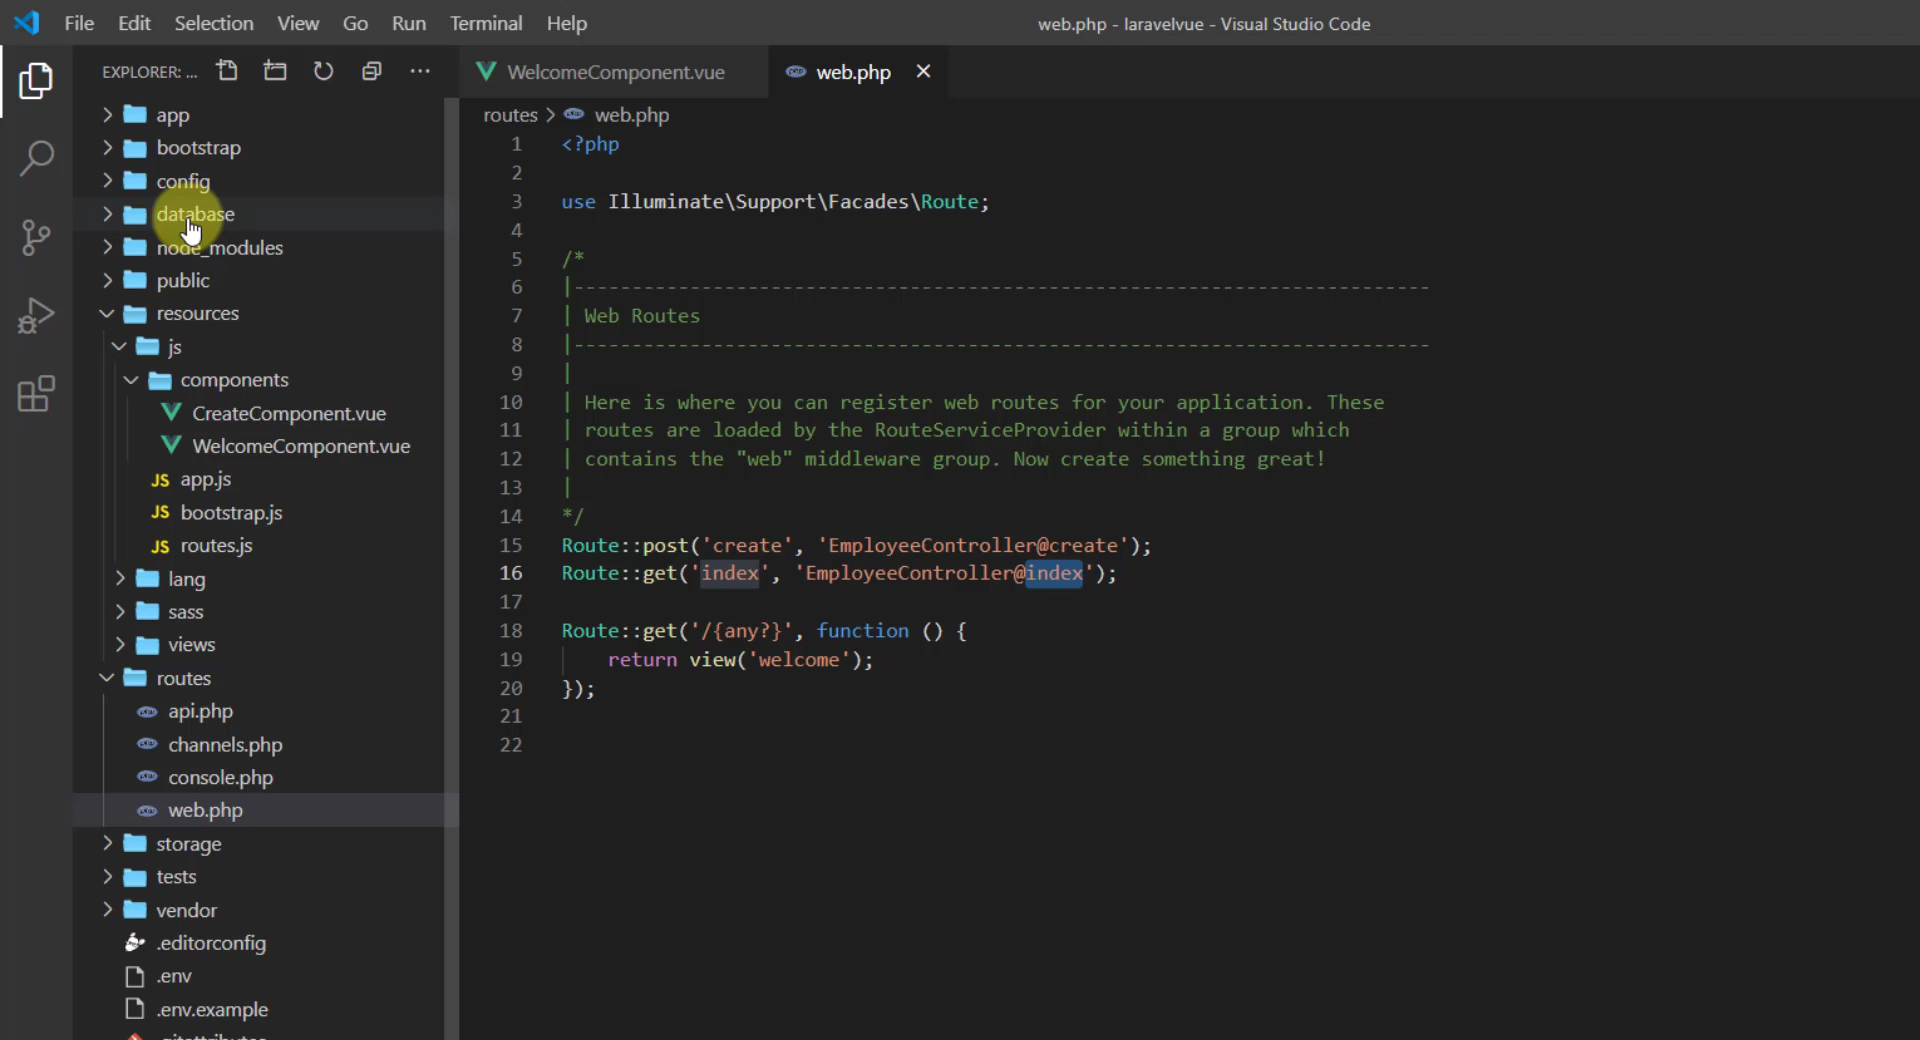 File Edit Selection View Go Run Terminal Help
web.php - laravelvue - Visual Studio Code
EXPLORER: ...
app
bootstrap
config
database
node_modules
public
resources
js
components
CreateComponent.vue
WelcomeComponent.vue
JS app.js
JS bootstrap.js
JS routes.js
lang
sass
views
routes
api.php
channels.php
console.php
web.php
storage
tests
vendor
.editorconfig
.env
.env.example
WelcomeComponent.vue
web.php
routes > web.php
1 <?php
2
3 use Illuminate\Support\Facades\Route;
4
5 /*
6 |--------------------------------------------------------------------------
7 | Web Routes
8 |--------------------------------------------------------------------------
9 |
10 | Here is where you can register web routes for your application. These
11 | routes are loaded by the RouteServiceProvider within a group which
12 | contains the "web" middleware group. Now create something great!
13 |
14 */
15 Route::post('create', 'EmployeeController@create');
16 Route::get('index', 'EmployeeController@index');
17
18 Route::get('/{any?}', function () {
19 return view('welcome');
20 });
21
22